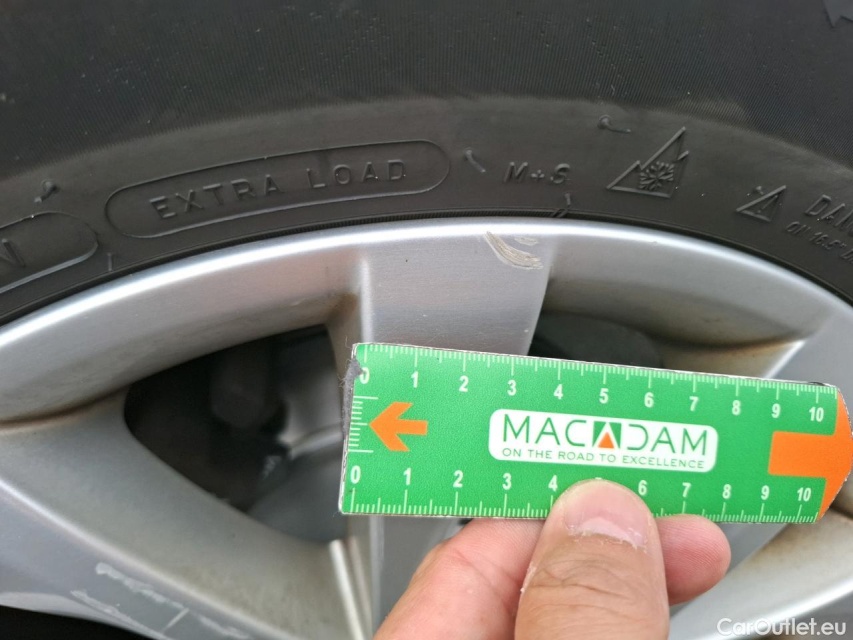 EXTRA LOAD
M+S
0 1 2 3 4 5 6 7 8 9 10
MACADAM
ON THE ROAD TO EXCELLENCE
0 1 2 3 4 6 7 8 9 10
CarOutlet.eu